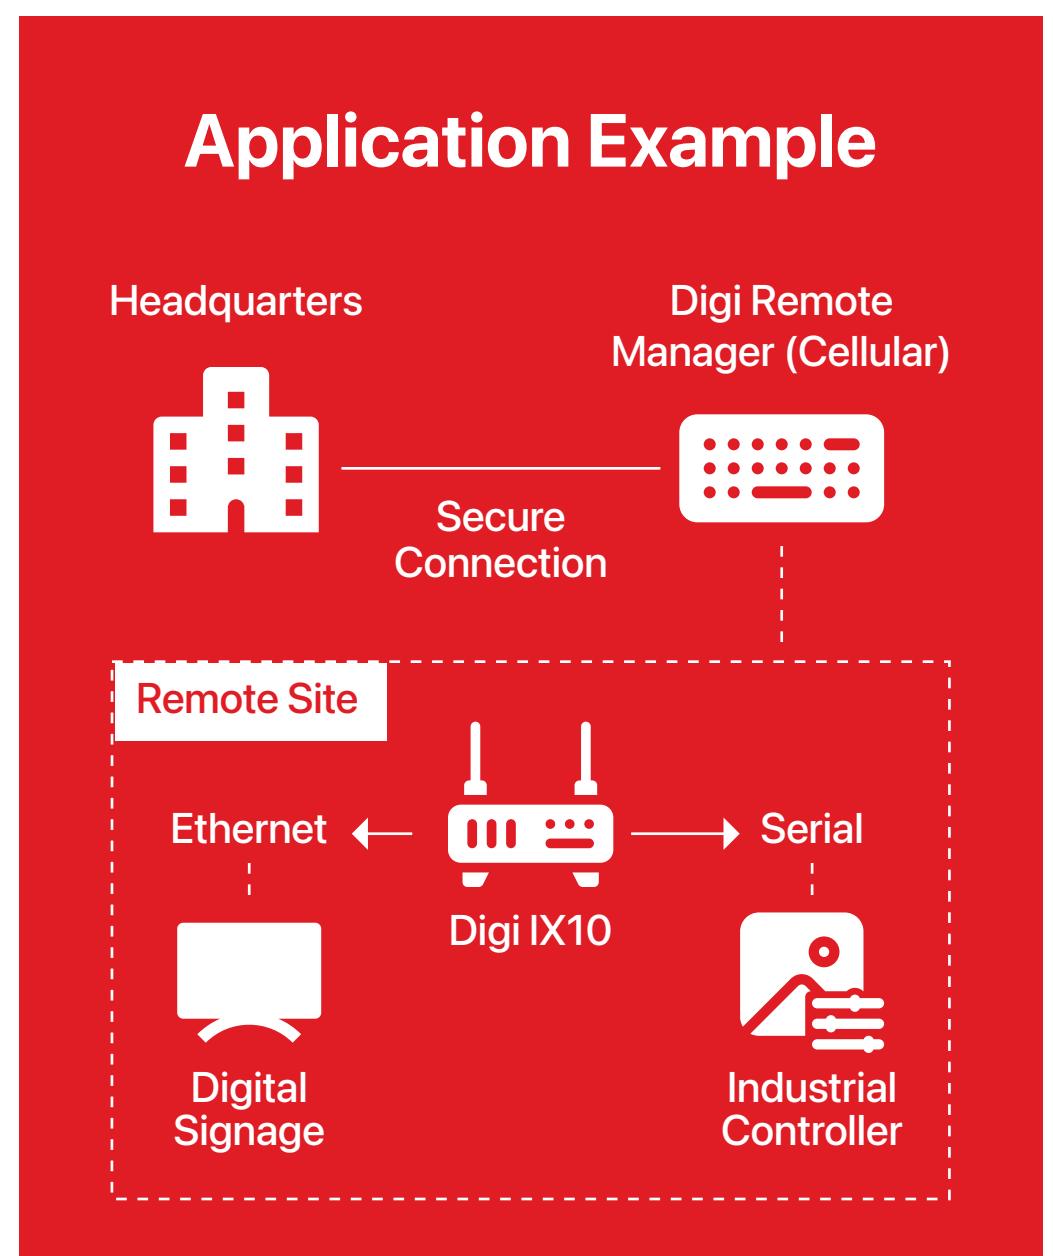 Application Example
Headquarters
Digi Remote
Manager (Cellular)
Secure
Connection
Remote Site
Ethernet
Serial
Digi IX10
Digital
Signage
Industrial
Controller